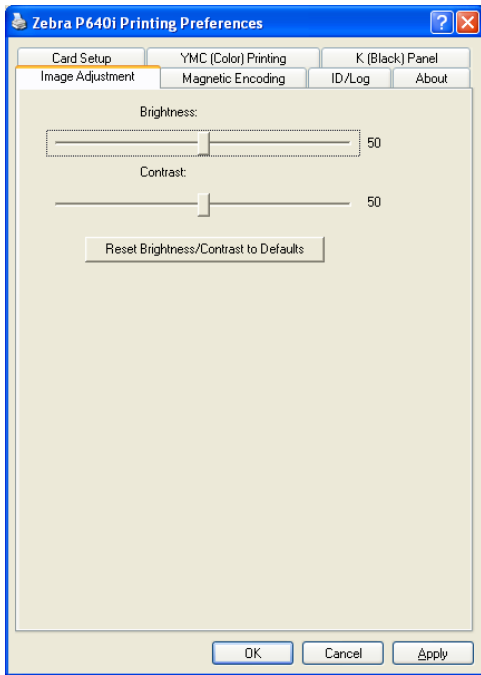 Zebra P640i Printing Preferences
Card Setup YMC (Color) Printing K (Black) Panel
Image Adjustment Magnetic Encoding ID/Log About
Brightness:
50
Contrast:
50
Reset Brightness/Contrast to Defaults
OK Cancel Apply